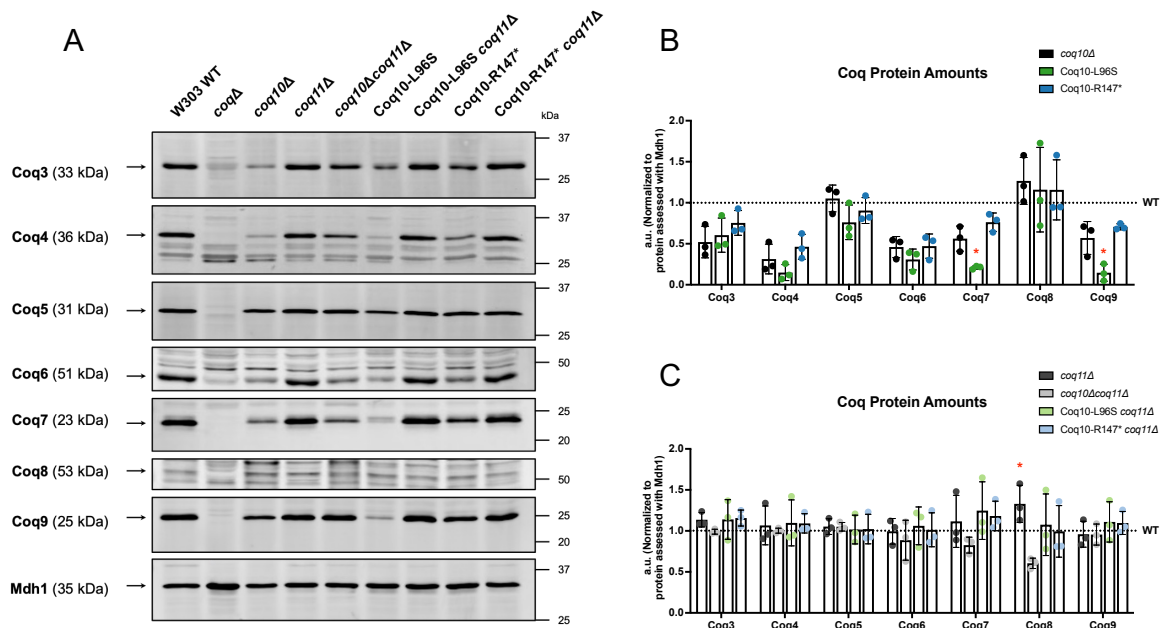 A
W303 WT
coqΔ
coq10Δ
coq11Δ
coq10Δcoq11Δ
Coq10-L96S
Coq10-L96S coq11Δ
Coq10-R147*
Coq10-R147* coq11Δ
kDa
Coq3 (33 kDa)
37
25
Coq4 (36 kDa)
37
25
Coq5 (31 kDa)
37
25
Coq6 (51 kDa)
50
Coq7 (23 kDa)
25
20
Coq8 (53 kDa)
50
Coq9 (25 kDa)
25
20
Mdh1 (35 kDa)
37
25
B
coq10Δ
Coq10-L96S
Coq10-R147*
Coq Protein Amounts
a.u. (Normalized to
protein assessed with Mdh1)
2.0
1.5
1.0
0.5
0.0
WT
*
*
Coq3 Coq4 Coq5 Coq6 Coq7 Coq8 Coq9
C
coq11Δ
coq10Δcoq11Δ
Coq10-L96S coq11Δ
Coq10-R147* coq11Δ
Coq Protein Amounts
a.u. (Normalized to
protein assessed with Mdh1)
2.0
1.5
1.0
0.5
0.0
*
WT
Coq3 Coq4 Coq5 Coq6 Coq7 Coq8 Coq9